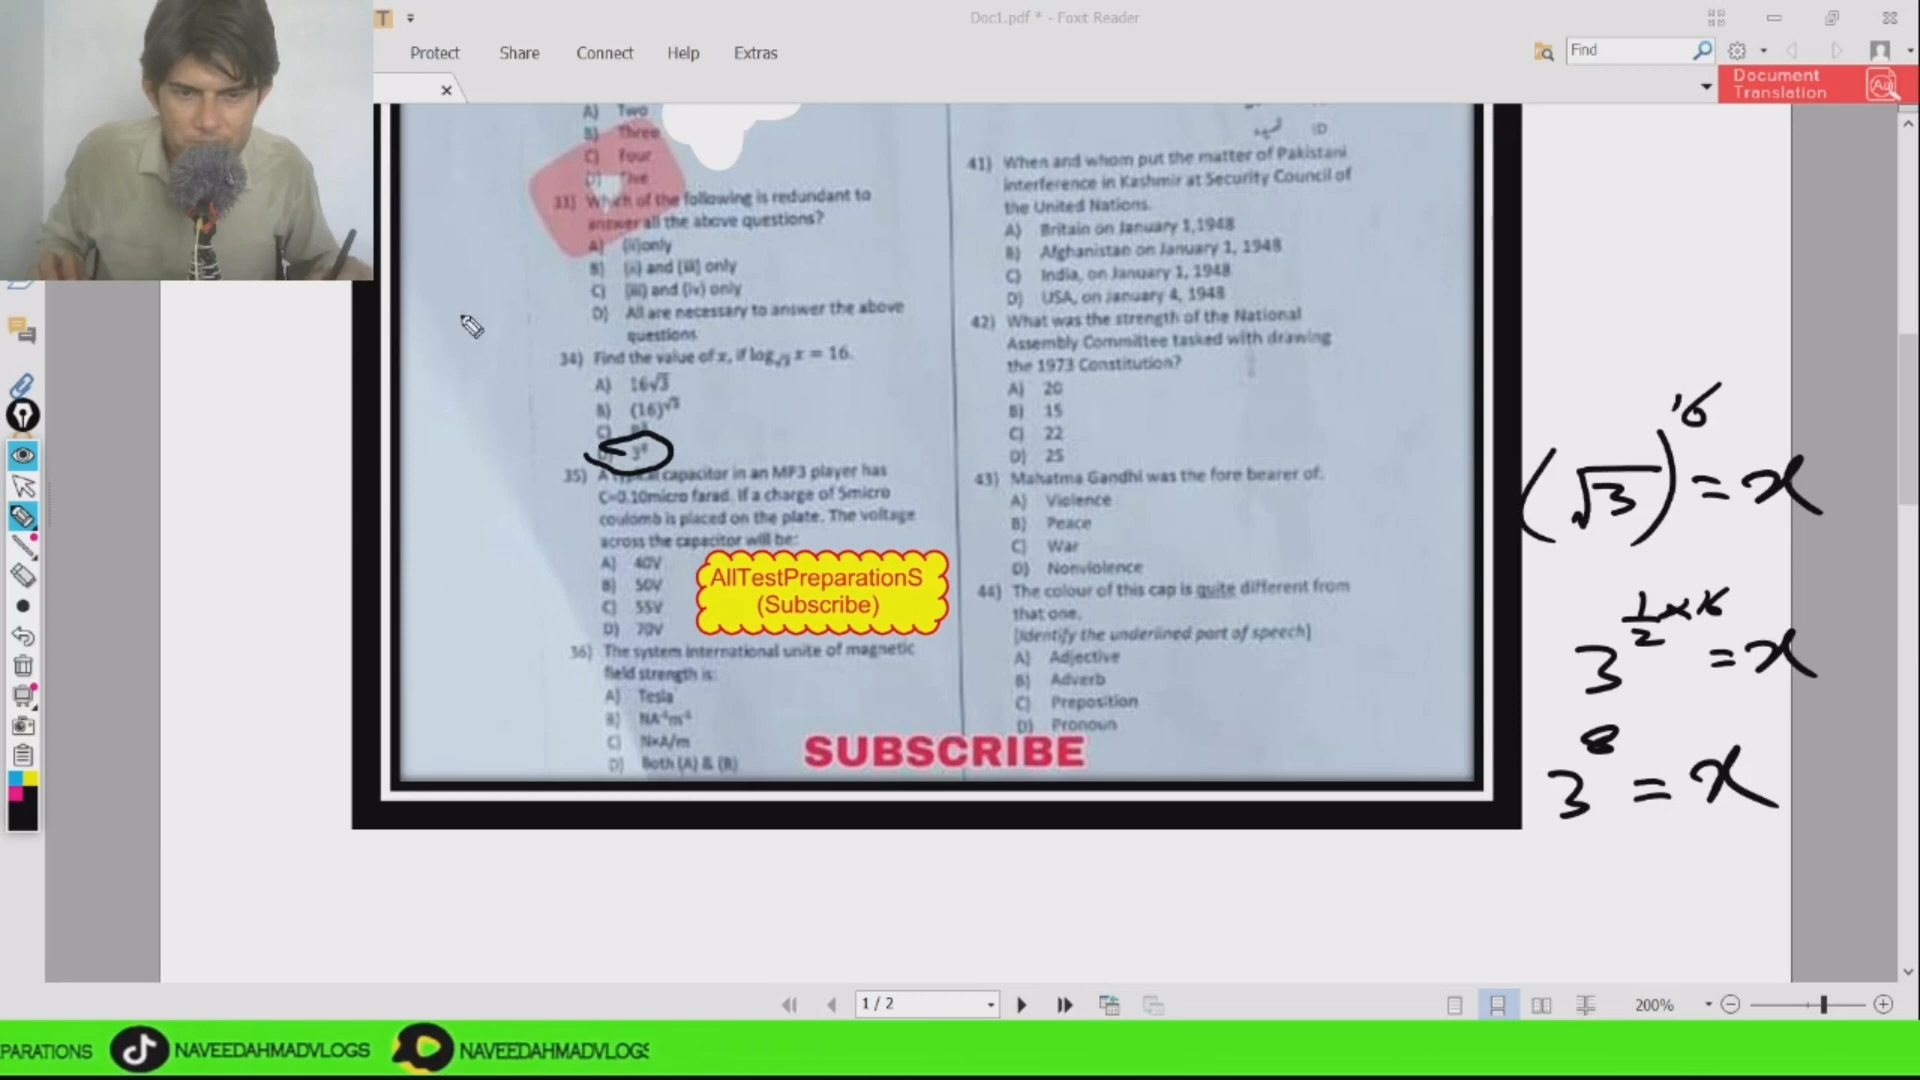 T
Doc1.pdf * - Foxit Reader
Protect Share Connect Help Extras
Find
Document
Translation
A) Two
B) Three
C) Four
D) Five
33) Which of the following is redundant to
answer all the above questions?
A) (ii)only
B) (ii) and (iii) only
C) (iii) and (iv) only
D) All are necessary to answer the above
questions
34) Find the value of x, if log√3 x = 16.
A) 16√3
B) (16)^√3
C)
D) 3⁸
35) A typical capacitor in an MP3 player has
C=0.10micro farad. If a charge of 5micro
coulomb is placed on the plate. The voltage
across the capacitor will be:
A) 40V
B) 50V
C) 55V
D) 70V
36) The system international unite of magnetic
field strength is:
A) Tesla
B) NA⁻¹m⁻¹
C) N×A/m
D) Both (A) & (B)
AllTestPreparationS
(Subscribe)
:D
41) When and whom put the matter of Pakistani
interference in Kashmir at Security Council of
the United Nations.
A) Britain on January 1,1948
B) Afghanistan on January 1, 1948
C) India, on January 1, 1948
D) USA, on January 4, 1948
42) What was the strength of the National
Assembly Committee tasked with drawing
the 1973 Constitution?
A) 20
B) 15
C) 22
D) 25
43) Mahatma Gandhi was the fore bearer of:
A) Violence
B) Peace
C) War
D) Nonviolence
44) The colour of this cap is quite different from
that one.
[Identify the underlined part of speech]
A) Adjective
B) Adverb
C) Preposition
D) Pronoun
SUBSCRIBE
(√3)¹⁶ = x
3^(1/2 × 16) = x
3⁸ = x
1 / 2
200%
PARATIONS NAVEEDAHMADVLOGS NAVEEDAHMADVLOGS